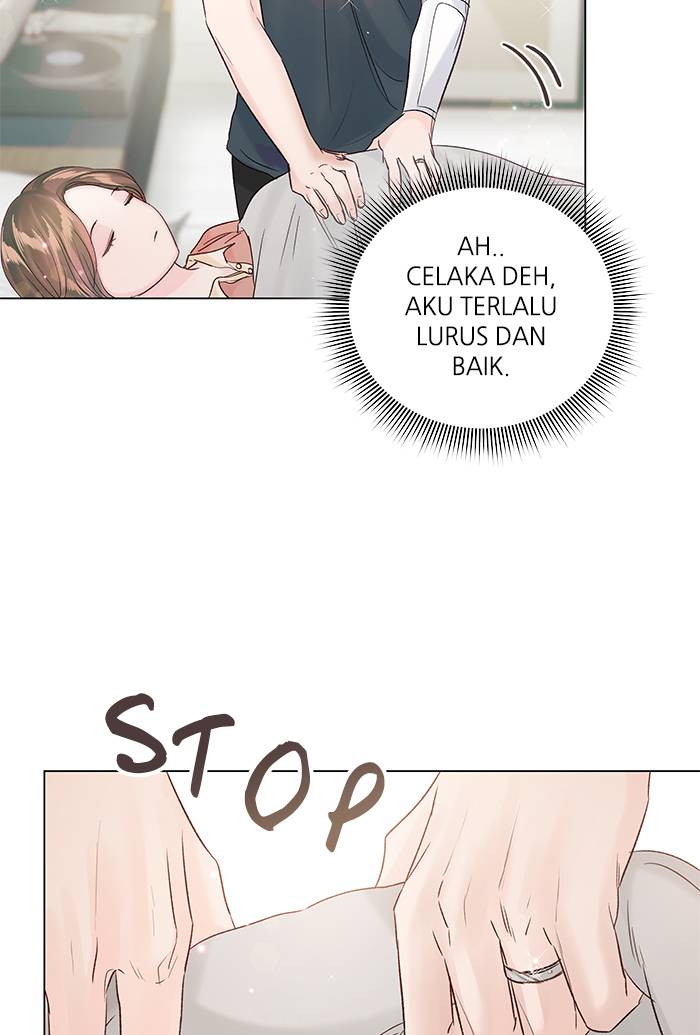 AH..
CELAKA DEH,
AKU TERLALU
LURUS DAN
BAIK.
STOP